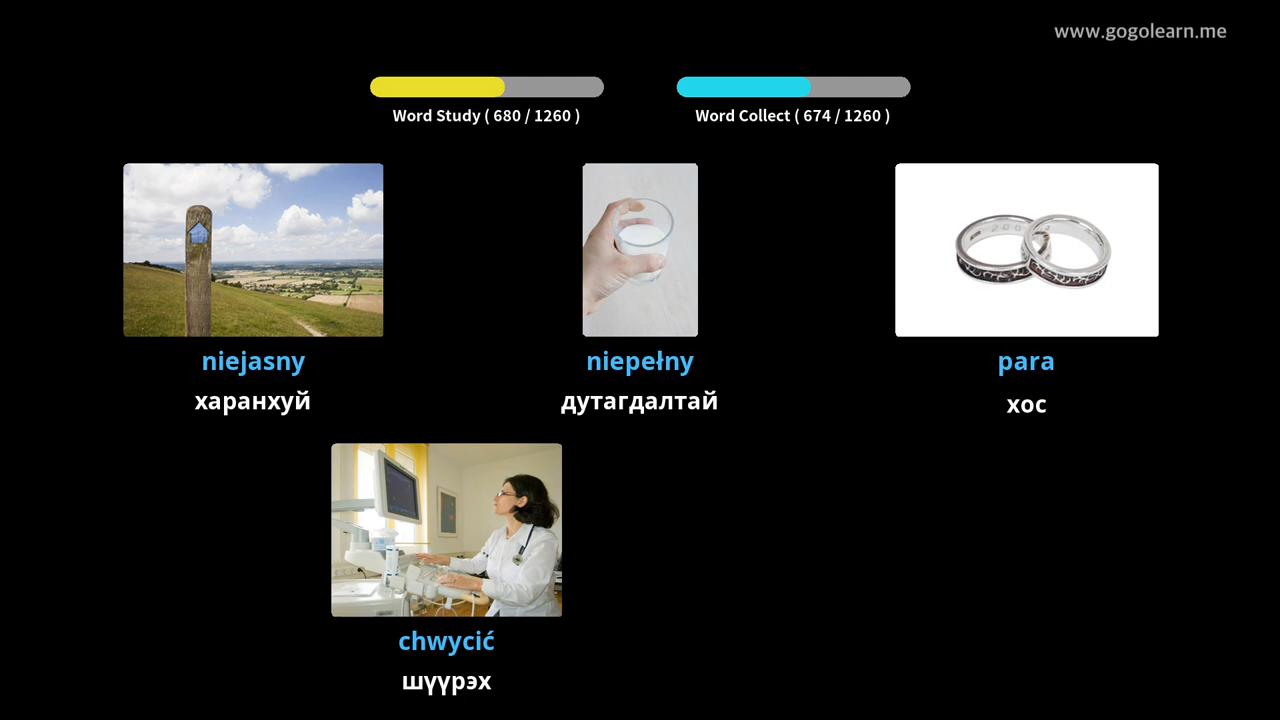 www.gogolearn.me
Word Study ( 680 / 1260 )
Word Collect ( 674 / 1260 )
niejasny
харанхуй
niepełny
дутагдалтай
para
хос
chwycić
шүүрэх